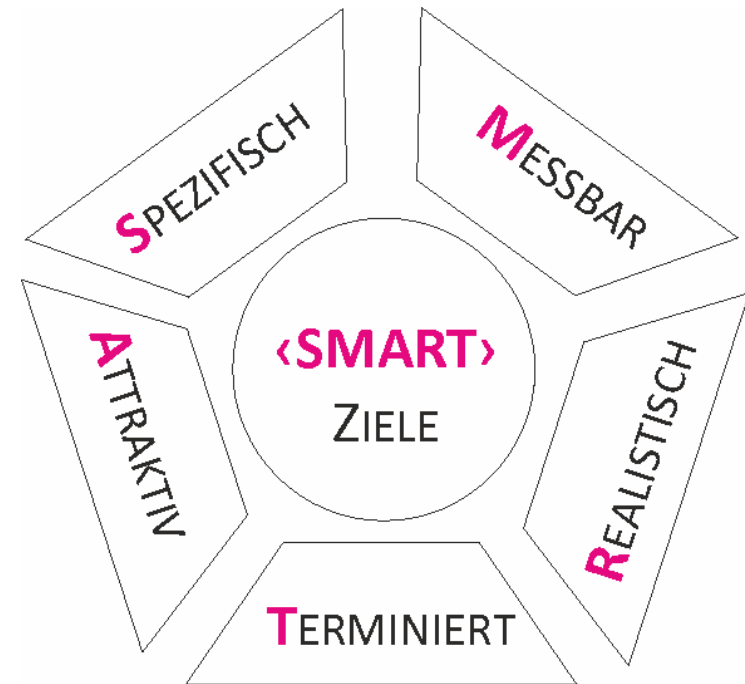 SPEZIFISCH
MESSBAR
‹SMART›
ZIELE
ATTRAKTIV
REALISTISCH
TERMINIERT